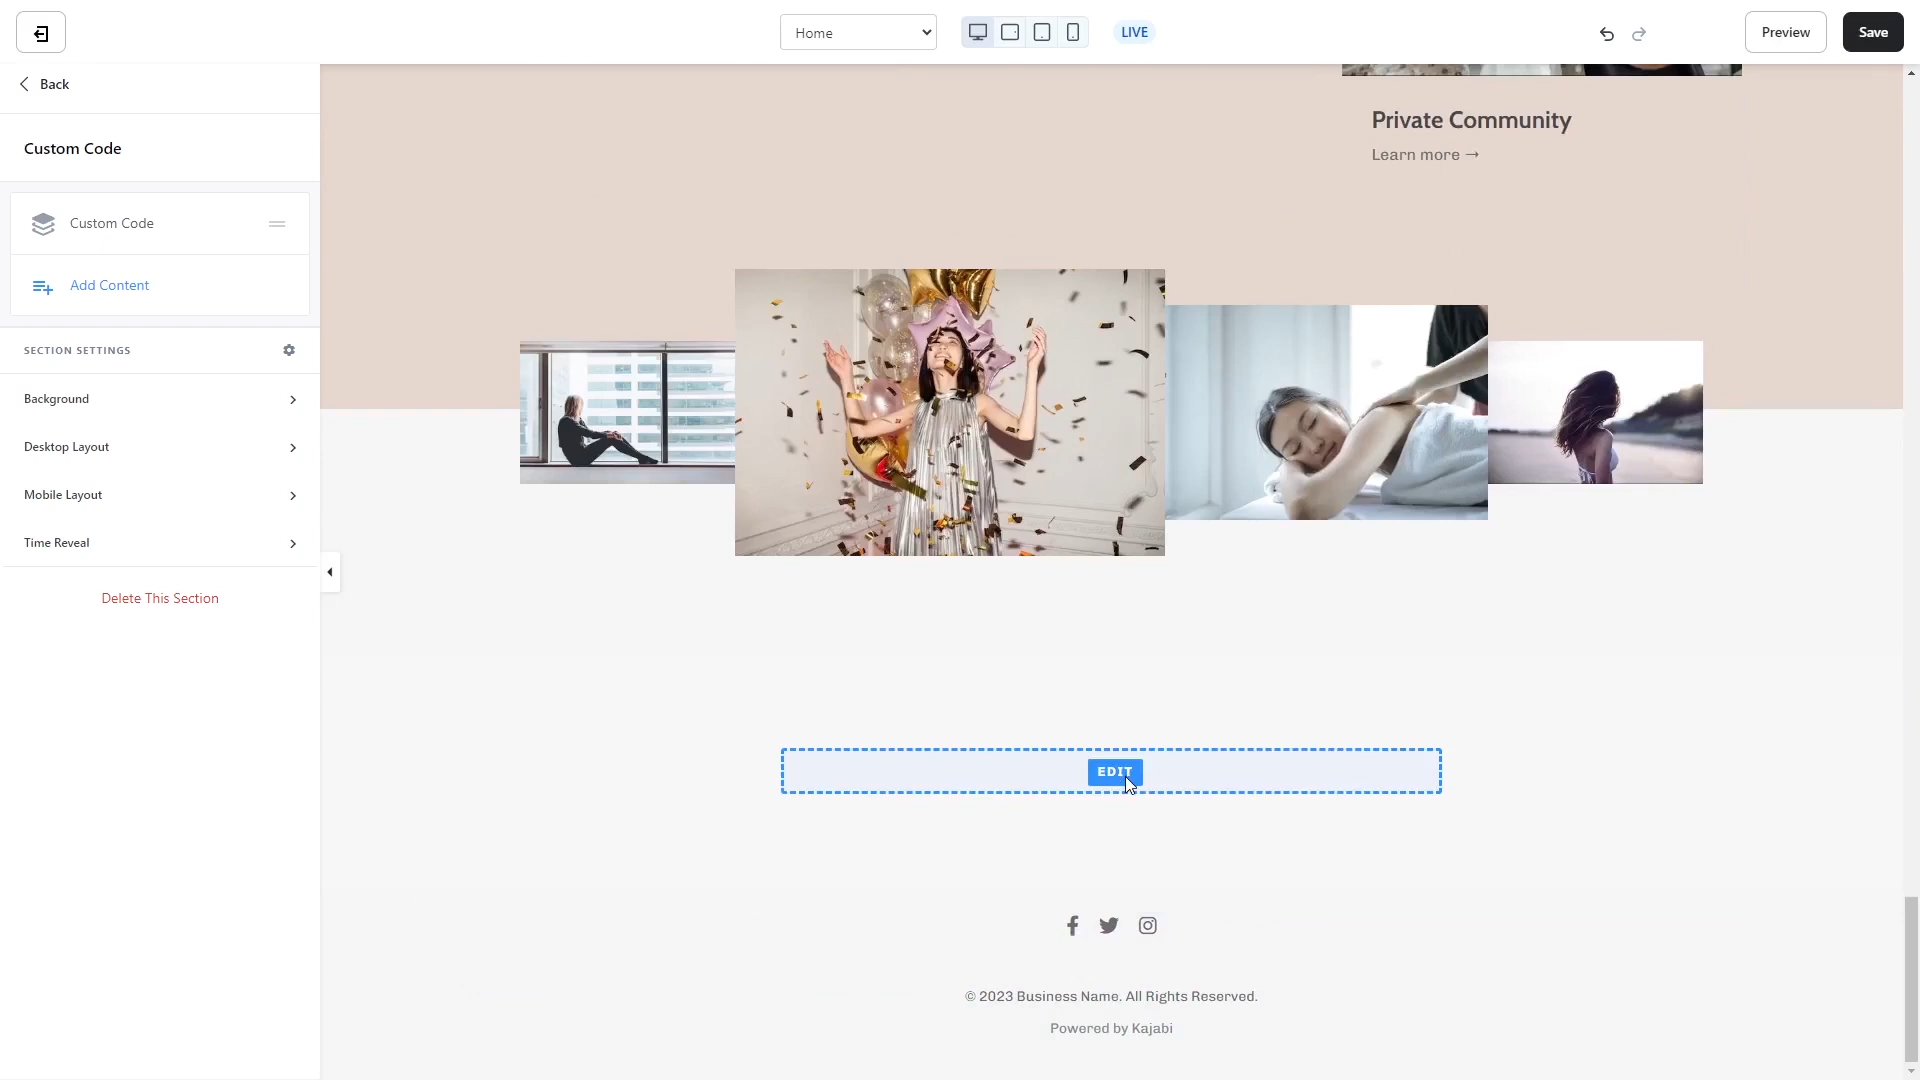 Home
LIVE
Preview
Save
Back
Custom Code
Custom Code
Add Content
SECTION SETTINGS
Background
Desktop Layout
Mobile Layout
Time Reveal
Delete This Section
Private Community
Learn more →
EDIT
© 2023 Business Name. All Rights Reserved.
Powered by Kajabi